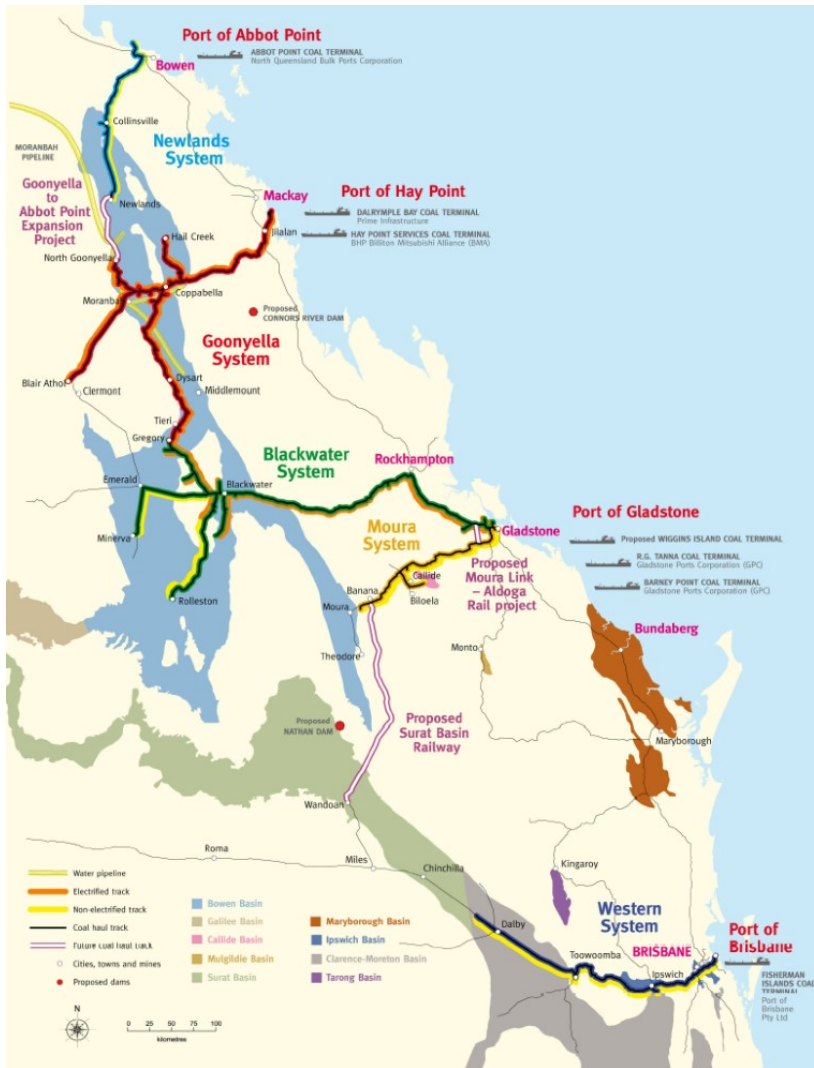 Port of Abbot Point
ABBOT POINT COAL TERMINAL
North Queensland Bulk Ports Corporation
Bowen
Collinsville
Newlands
System
MORANBAH
PIPELINE
Goonyella
to
Abbot Point
Expansion
Project
Newlands
Mackay
Port of Hay Point
DALRYMPLE BAY COAL TERMINAL
Prime Infrastructure
HAY POINT SERVICES COAL TERMINAL
BHP Billiton Mitsubishi Alliance (BMA)
Jilalan
Hail Creek
North Goonyella
Coppabella
Moranbah
Proposed
CONNORS RIVER DAM
Goonyella
System
Blair Athol
Clermont
Dysart
Middlemount
Tieri
Gregory
Blackwater
System
Rockhampton
Emerald
Blackwater
Minerva
Rolleston
Moura
System
Gladstone
Port of Gladstone
Proposed WIGGINS ISLAND COAL TERMINAL
R.G. TANNA COAL TERMINAL
Gladstone Ports Corporation (GPC)
BARNEY POINT COAL TERMINAL
Gladstone Ports Corporation (GPC)
Proposed
Moura Link
– Aldoga
Rail project
Callide
Banana
Biloela
Moura
Theodore
Monto
Bundaberg
Maryborough
Proposed
NATHAN DAM
Proposed
Surat Basin
Railway
Wandoan
Roma
Miles
Chinchilla
Kingaroy
Dalby
Western
System
Toowoomba
BRISBANE
Ipswich
Port of
Brisbane
FISHERMAN
ISLANDS COAL
TERMINAL
Port of
Brisbane
Pty Ltd
Water pipeline
Electrified track
Non-electrified track
Coal haul track
Future coal haul track
Cities, towns and mines
Proposed dams
Bowen Basin
Galilee Basin
Callide Basin
Mulgildie Basin
Surat Basin
Maryborough Basin
Ipswich Basin
Clarence-Moreton Basin
Tarong Basin
N
0 25 50 75 100
kilometres